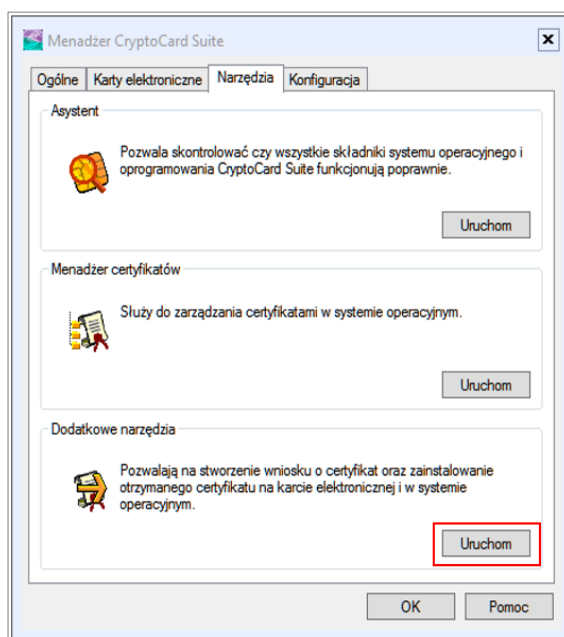 Menadżer CryptoCard Suite
Ogólne Karty elektroniczne Narzędzia Konfiguracja
Asystent
Pozwala skontrolować czy wszystkie składniki systemu operacyjnego i
oprogramowania CryptoCard Suite funkcjonują poprawnie.
Uruchom
Menadżer certyfikatów
Służy do zarządzania certyfikatami w systemie operacyjnym.
Uruchom
Dodatkowe narzędzia
Pozwalają na stworzenie wniosku o certyfikat oraz zainstalowanie
otrzymanego certyfikatu na karcie elektronicznej i w systemie
operacyjnym.
Uruchom
OK Pomoc